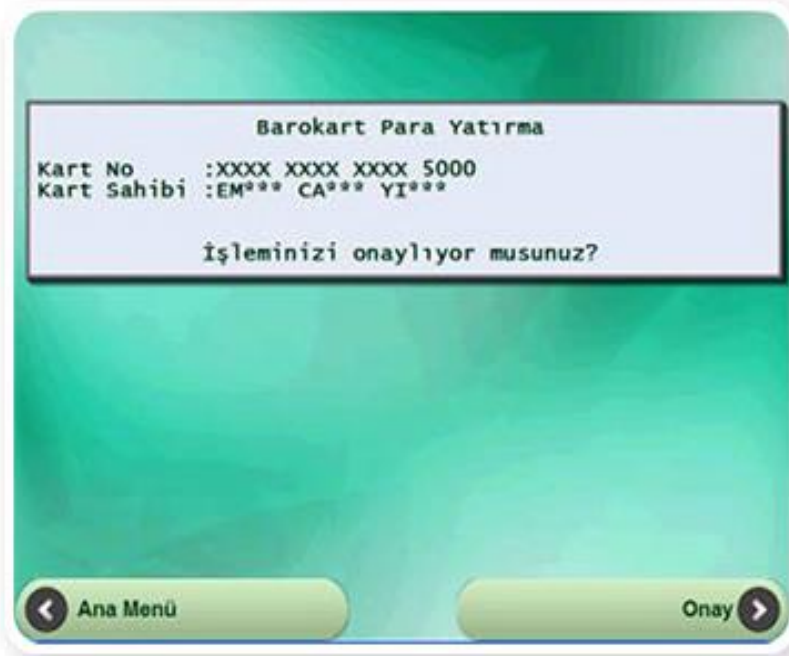 Barokart Para Yatırma
Kart No :XXXX XXXX XXXX 5000
Kart Sahibi :EM*** CA*** YI***
İşleminizi onaylıyor musunuz?
Ana Menü
Onay